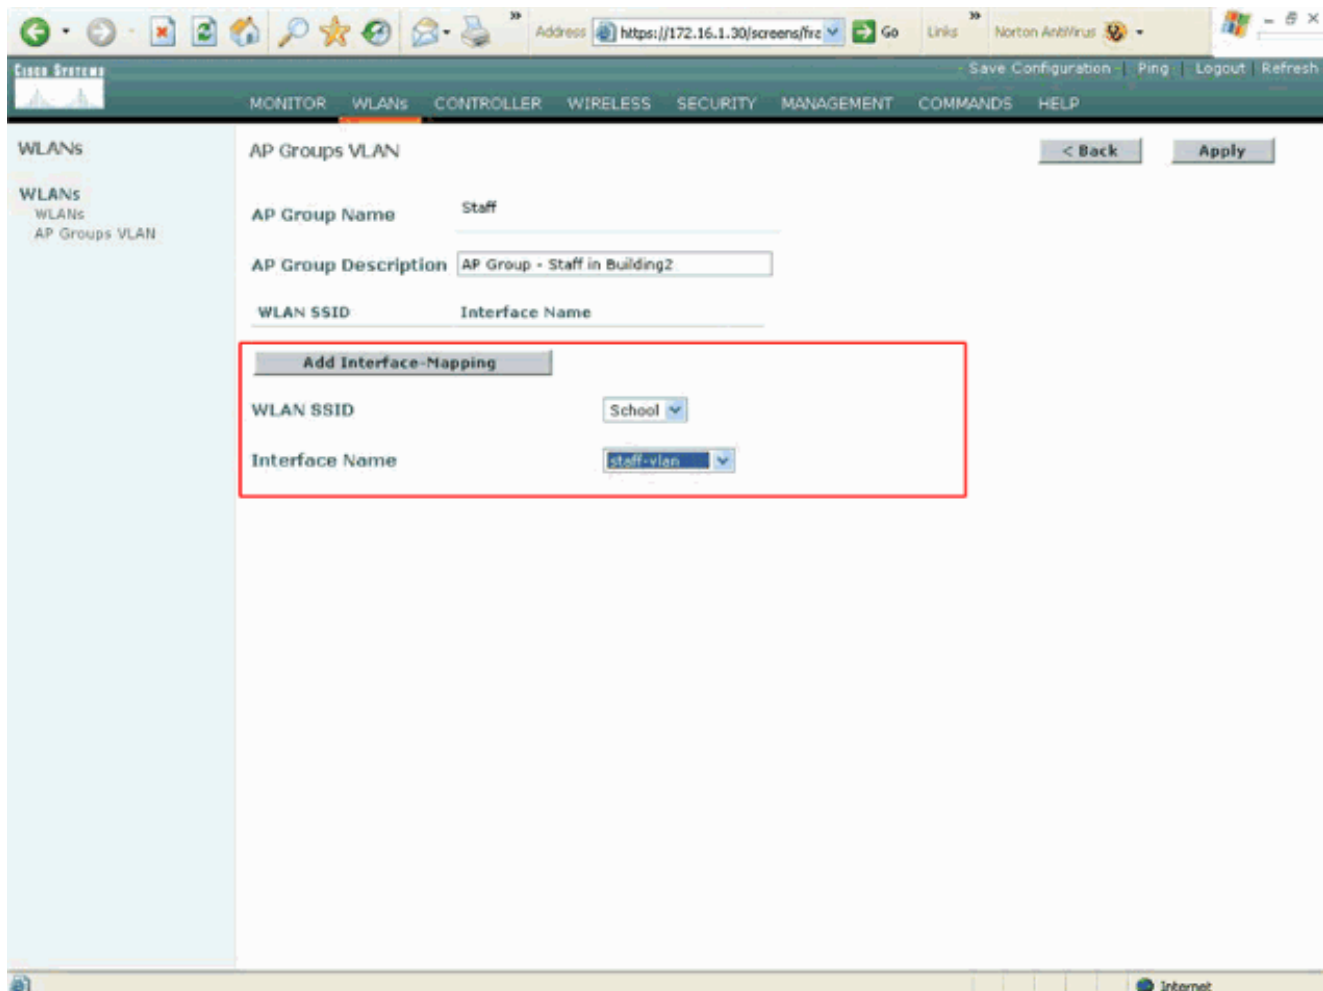 Address https://172.16.1.30/screens/fra Go Links Norton AntiVirus
CISCO SYSTEMS
Save Configuration | Ping | Logout | Refresh
MONITOR WLANs CONTROLLER WIRELESS SECURITY MANAGEMENT COMMANDS HELP
WLANs
WLANs
WLANs
AP Groups VLAN
AP Groups VLAN
< Back Apply
AP Group Name Staff
AP Group Description AP Group - Staff in Building2
WLAN SSID Interface Name
Add Interface-Mapping
WLAN SSID School
Interface Name staff-vlan
Internet